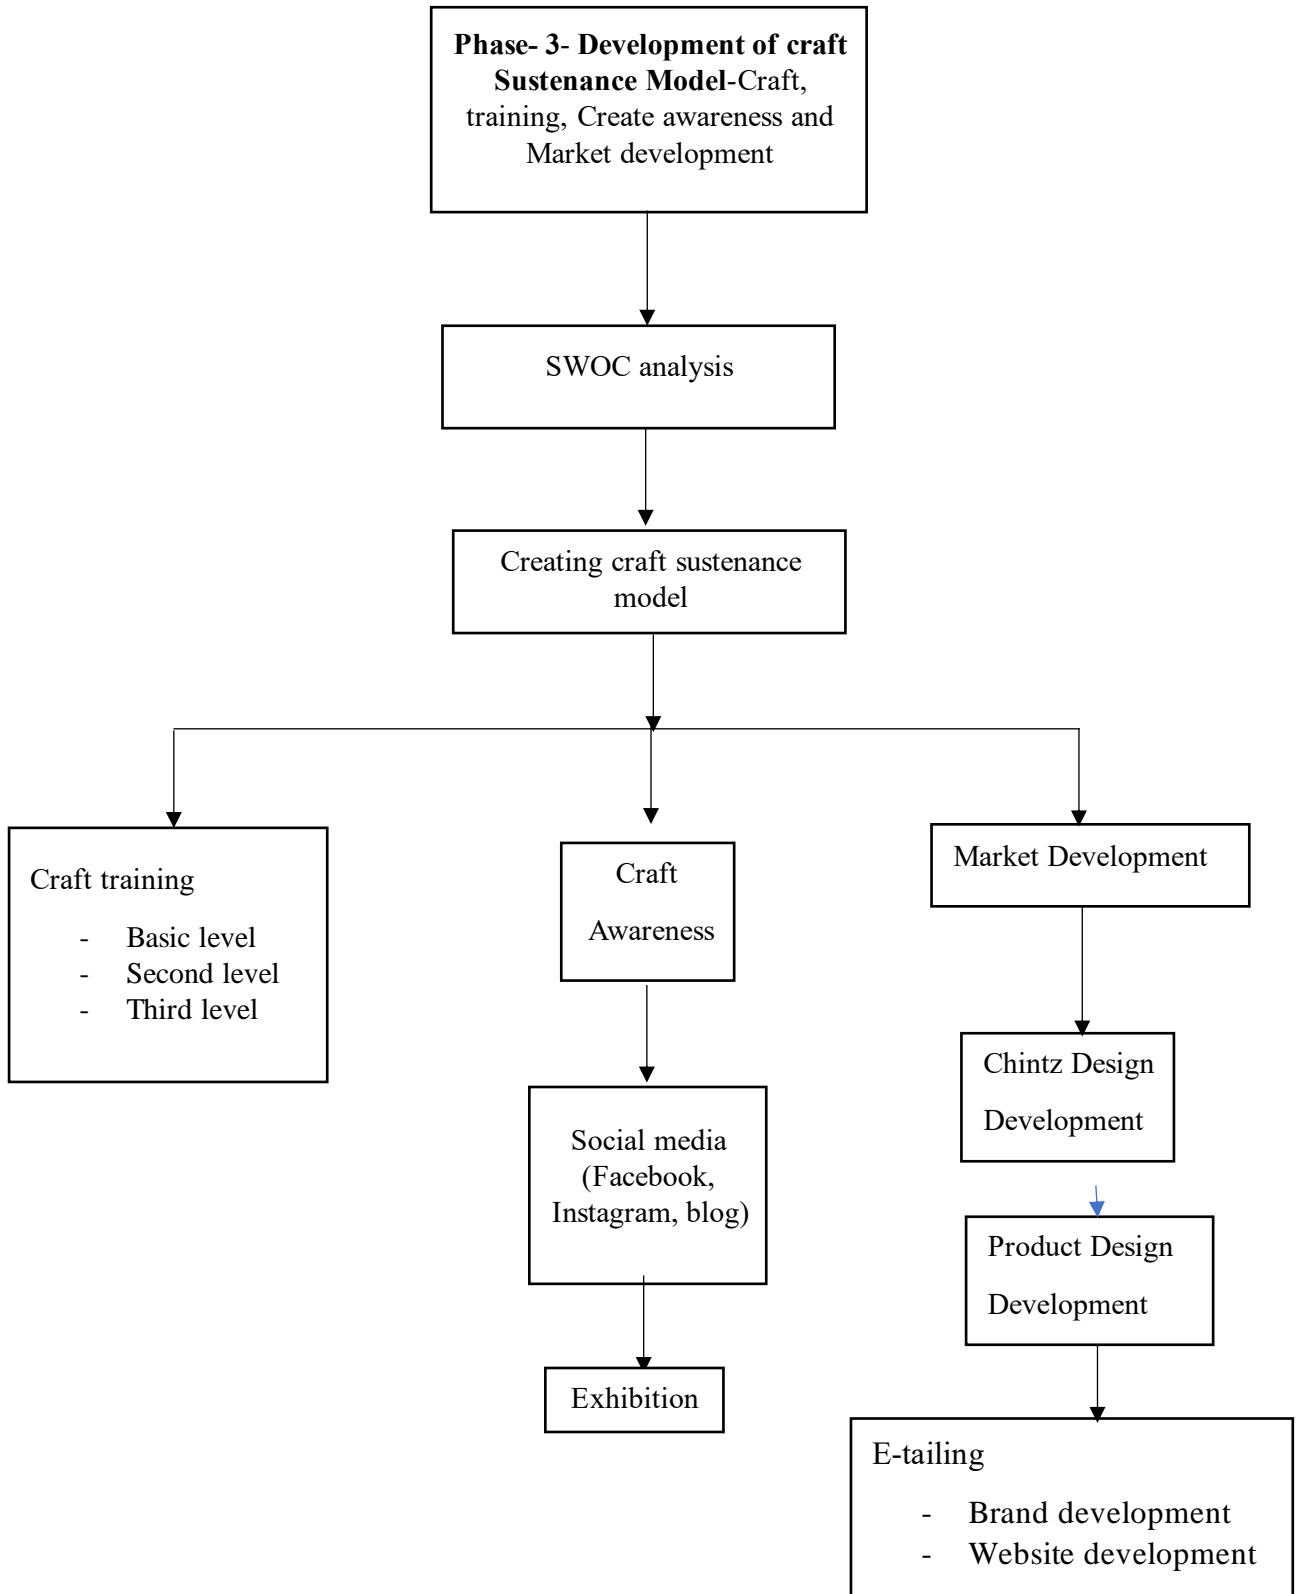 Phase- 3- Development of craft
Sustenance Model-Craft,
training, Create awareness and
Market development
SWOC analysis
Creating craft sustenance
model
Craft training
- Basic level
- Second level
- Third level
Craft
Awareness
Social media
(Facebook,
Instagram, blog)
Exhibition
Market Development
Chintz Design
Development
Product Design
Development
E-tailing
- Brand development
- Website development